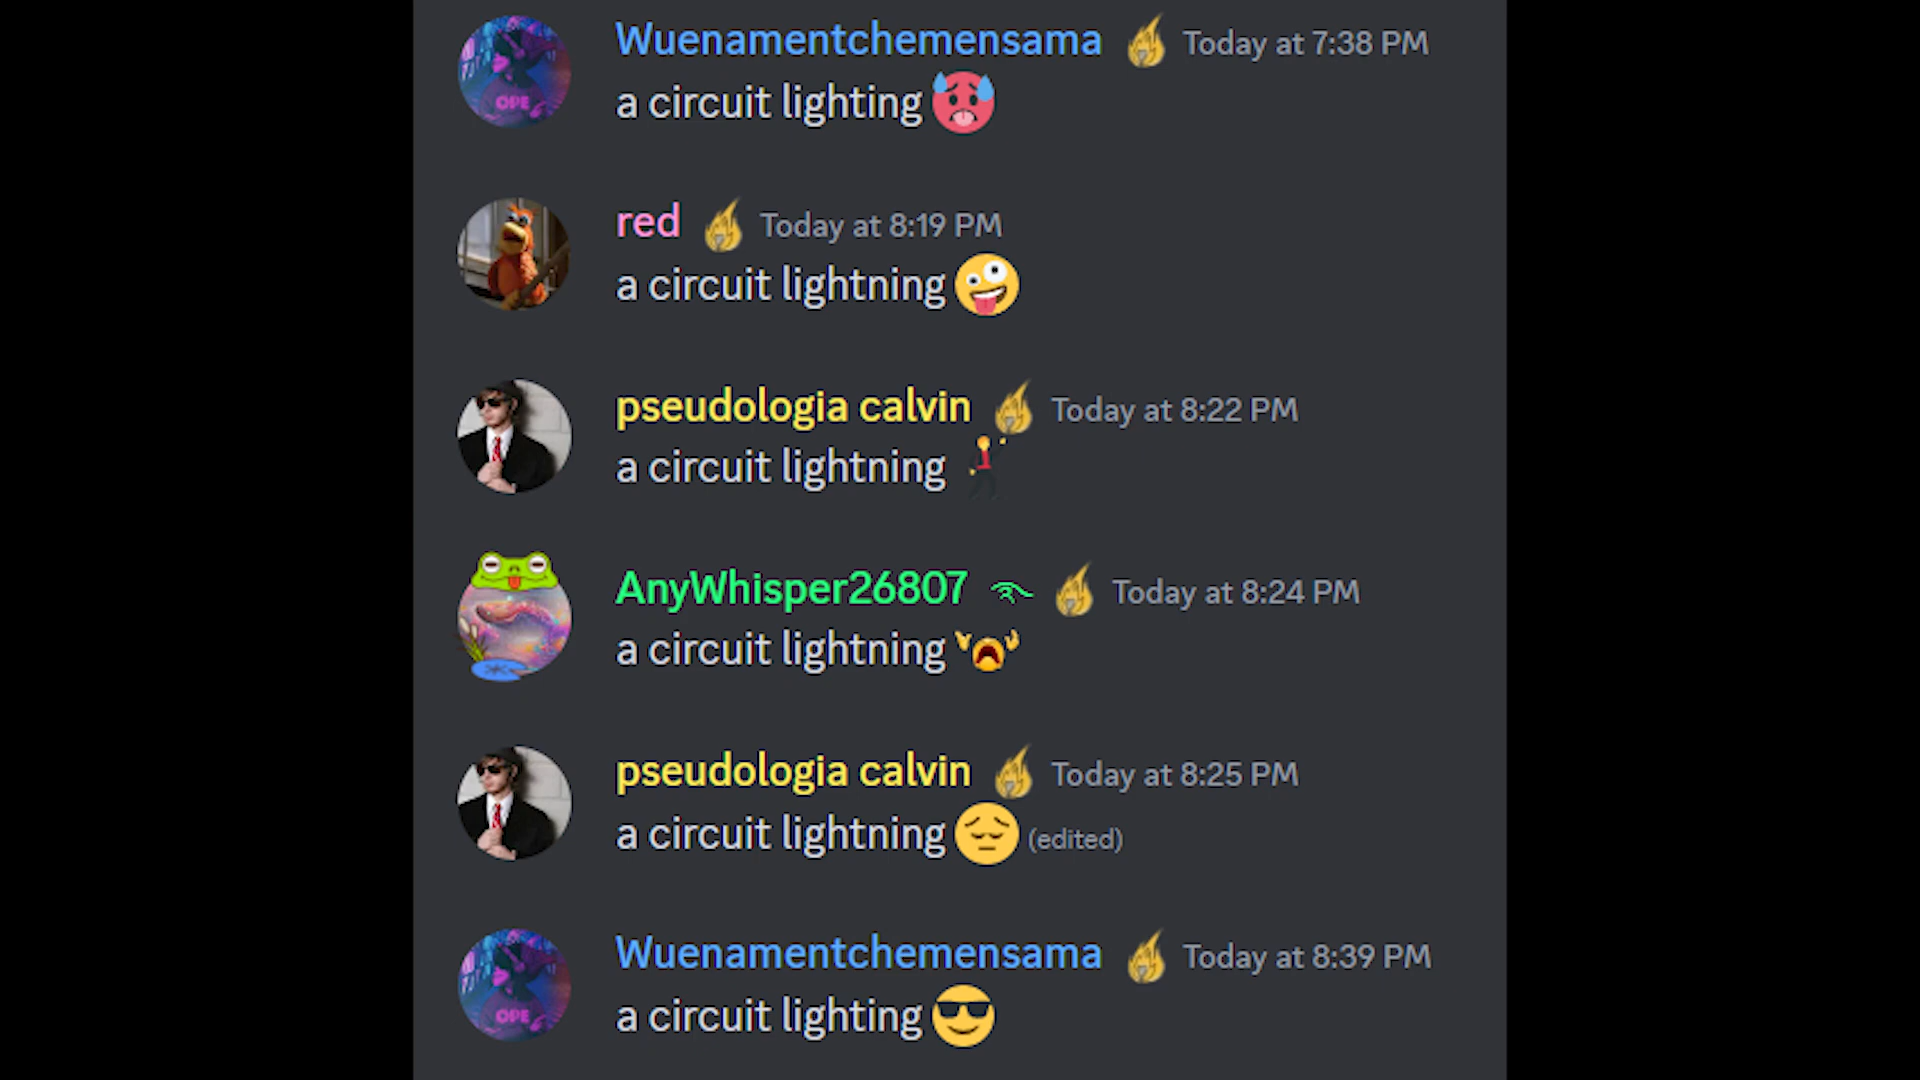 Wuenamentchemensama Today at 7:38 PM
a circuit lighting 🥵
red Today at 8:19 PM
a circuit lightning 🤪
pseudologia calvin Today at 8:22 PM
a circuit lightning
AnyWhisper26807 Today at 8:24 PM
a circuit lightning
pseudologia calvin Today at 8:25 PM
a circuit lightning 😔 (edited)
Wuenamentchemensama Today at 8:39 PM
a circuit lighting 😎
OPE
OPE